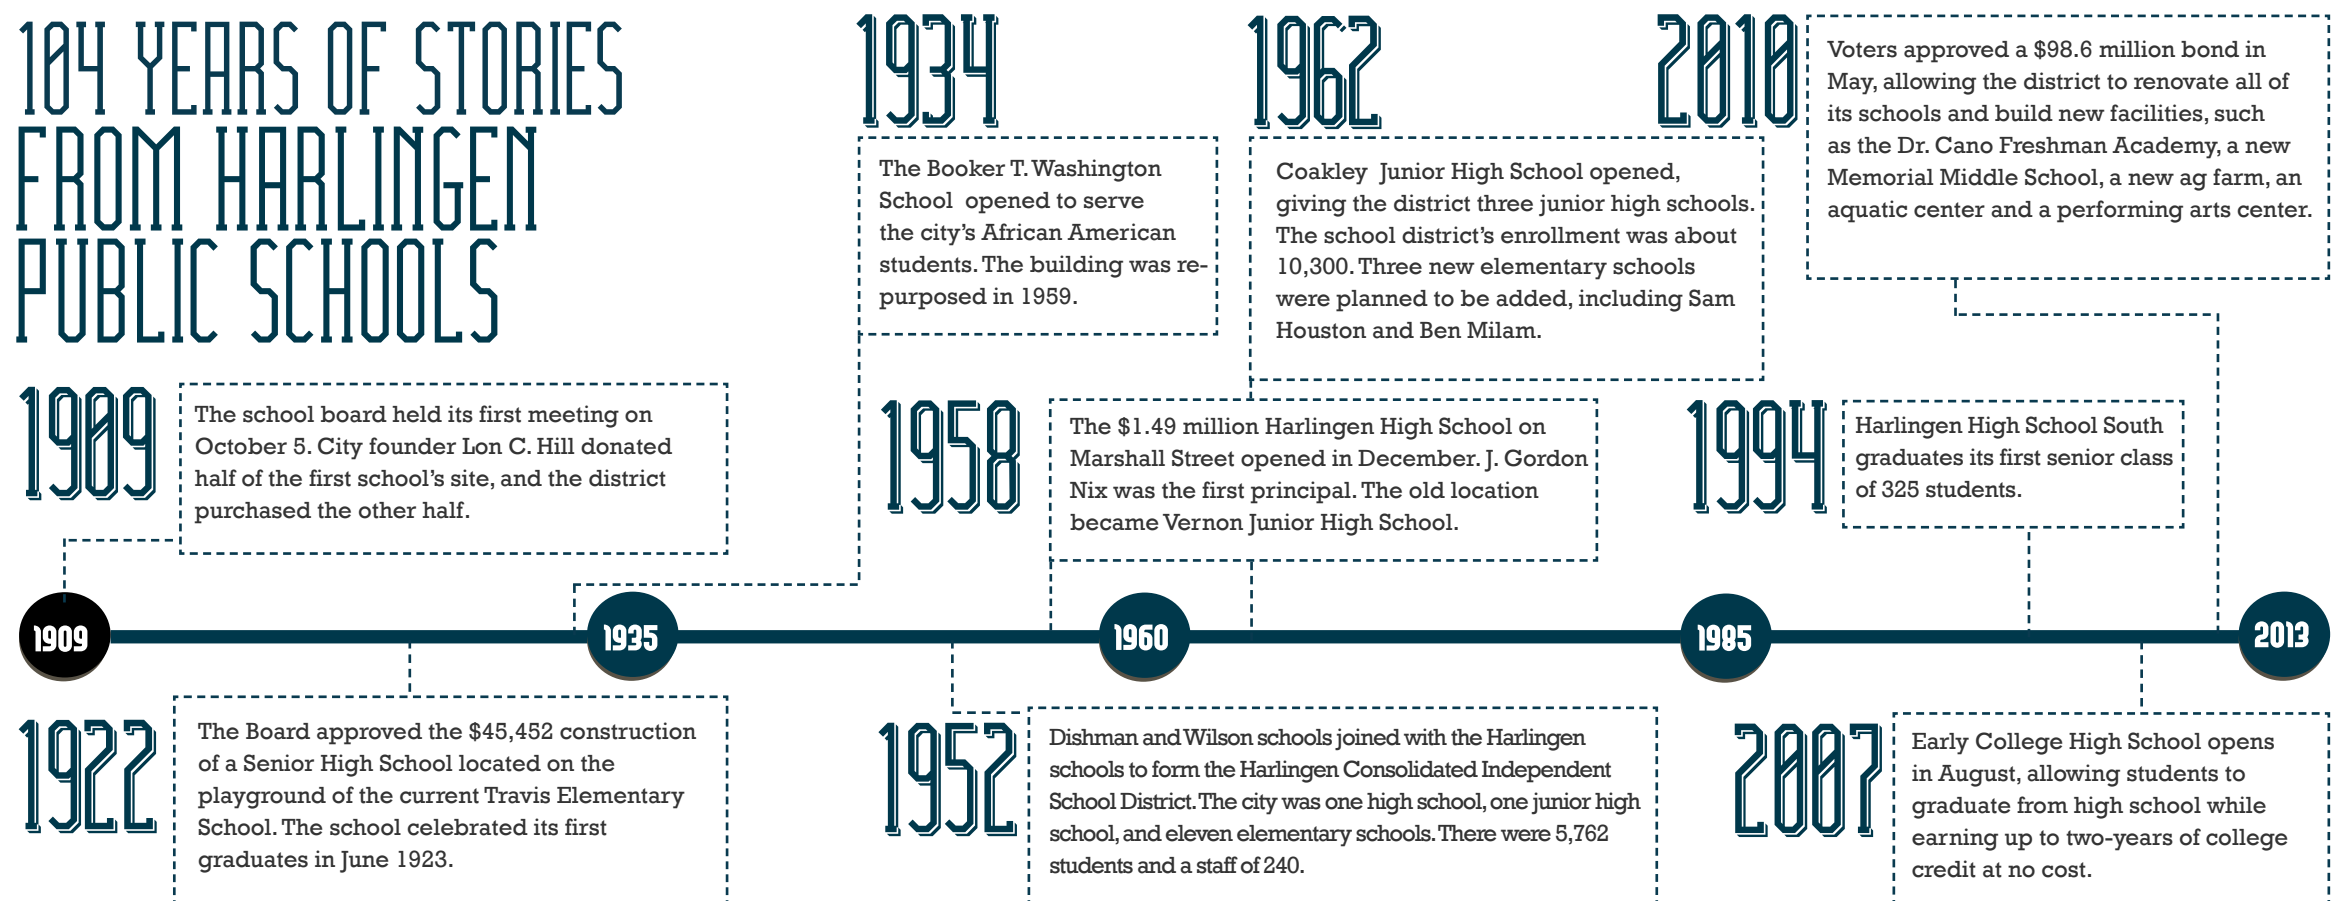 104 YEARS OF STORIES
FROM HARLINGEN
PUBLIC SCHOOLS
1909
The school board held its first meeting on
October 5. City founder Lon C. Hill donated
half of the first school's site, and the district
purchased the other half.
1922
The Board approved the $45,452 construction
of a Senior High School located on the
playground of the current Travis Elementary
School. The school celebrated its first
graduates in June 1923.
1934
The Booker T. Washington
School opened to serve
the city's African American
students. The building was re-
purposed in 1959.
1952
Dishman and Wilson schools joined with the Harlingen
schools to form the Harlingen Consolidated Independent
School District. The city was one high school, one junior high
school, and eleven elementary schools. There were 5,762
students and a staff of 240.
1958
The $1.49 million Harlingen High School on
Marshall Street opened in December. J. Gordon
Nix was the first principal. The old location
became Vernon Junior High School.
1962
Coakley Junior High School opened,
giving the district three junior high schools.
The school district's enrollment was about
10,300. Three new elementary schools
were planned to be added, including Sam
Houston and Ben Milam.
1994
Harlingen High School South
graduates its first senior class
of 325 students.
2007
Early College High School opens
in August, allowing students to
graduate from high school while
earning up to two-years of college
credit at no cost.
2010
Voters approved a $98.6 million bond in
May, allowing the district to renovate all of
its schools and build new facilities, such
as the Dr. Cano Freshman Academy, a new
Memorial Middle School, a new ag farm, an
aquatic center and a performing arts center.
1909
1935
1960
1985
2013